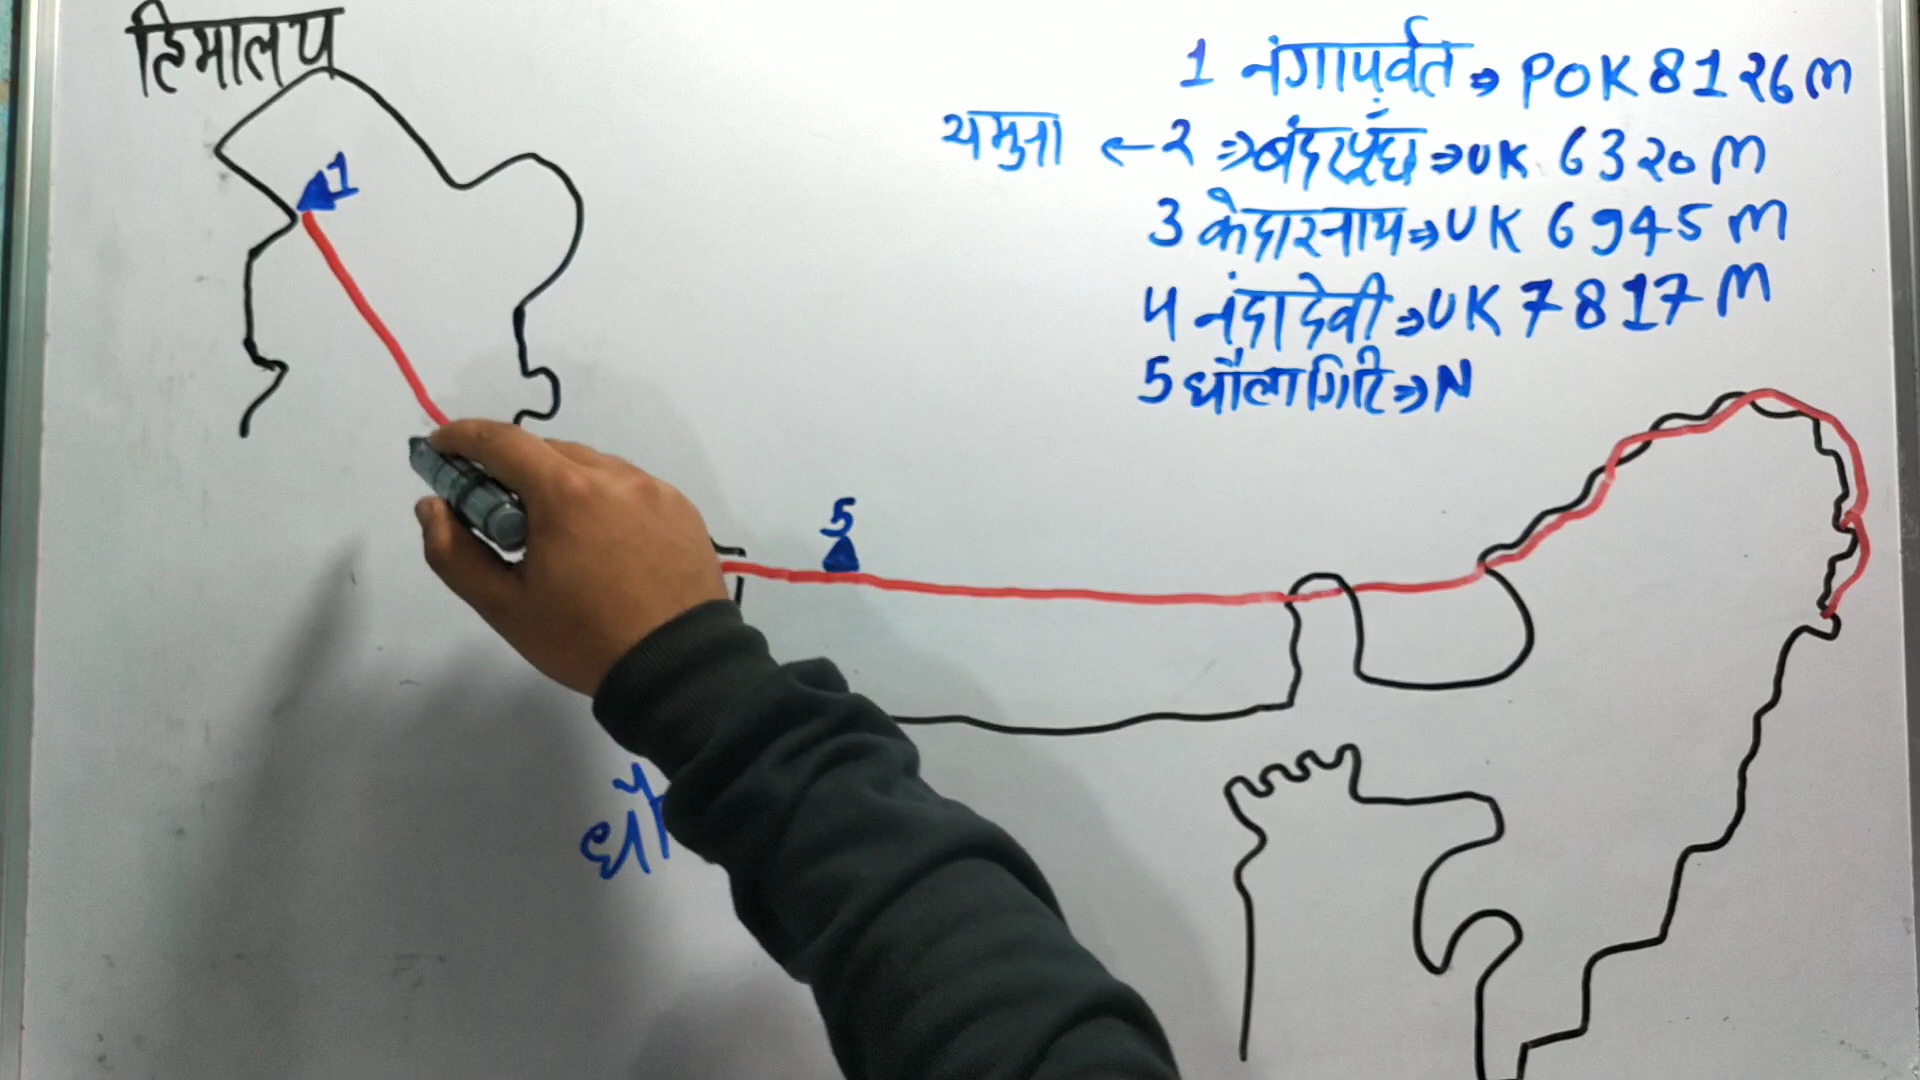 हिमालय
1 नंगापर्वत ⇒ POK 8126 m
यमुना ← 2 ⇒ बंदरपूंछ ⇒ UK 6320 m
3 केदारनाथ ⇒ UK 6945 m
4 नंदादेवी ⇒ UK 7817 m
5 धौलागिरि ⇒ N
1
5
धौ